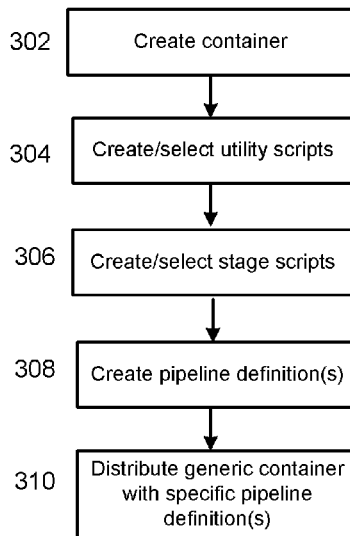 302
Create container
304
Create/select utility scripts
306
Create/select stage scripts
308
Create pipeline definition(s)
310
Distribute generic container
with specific pipeline
definition(s)